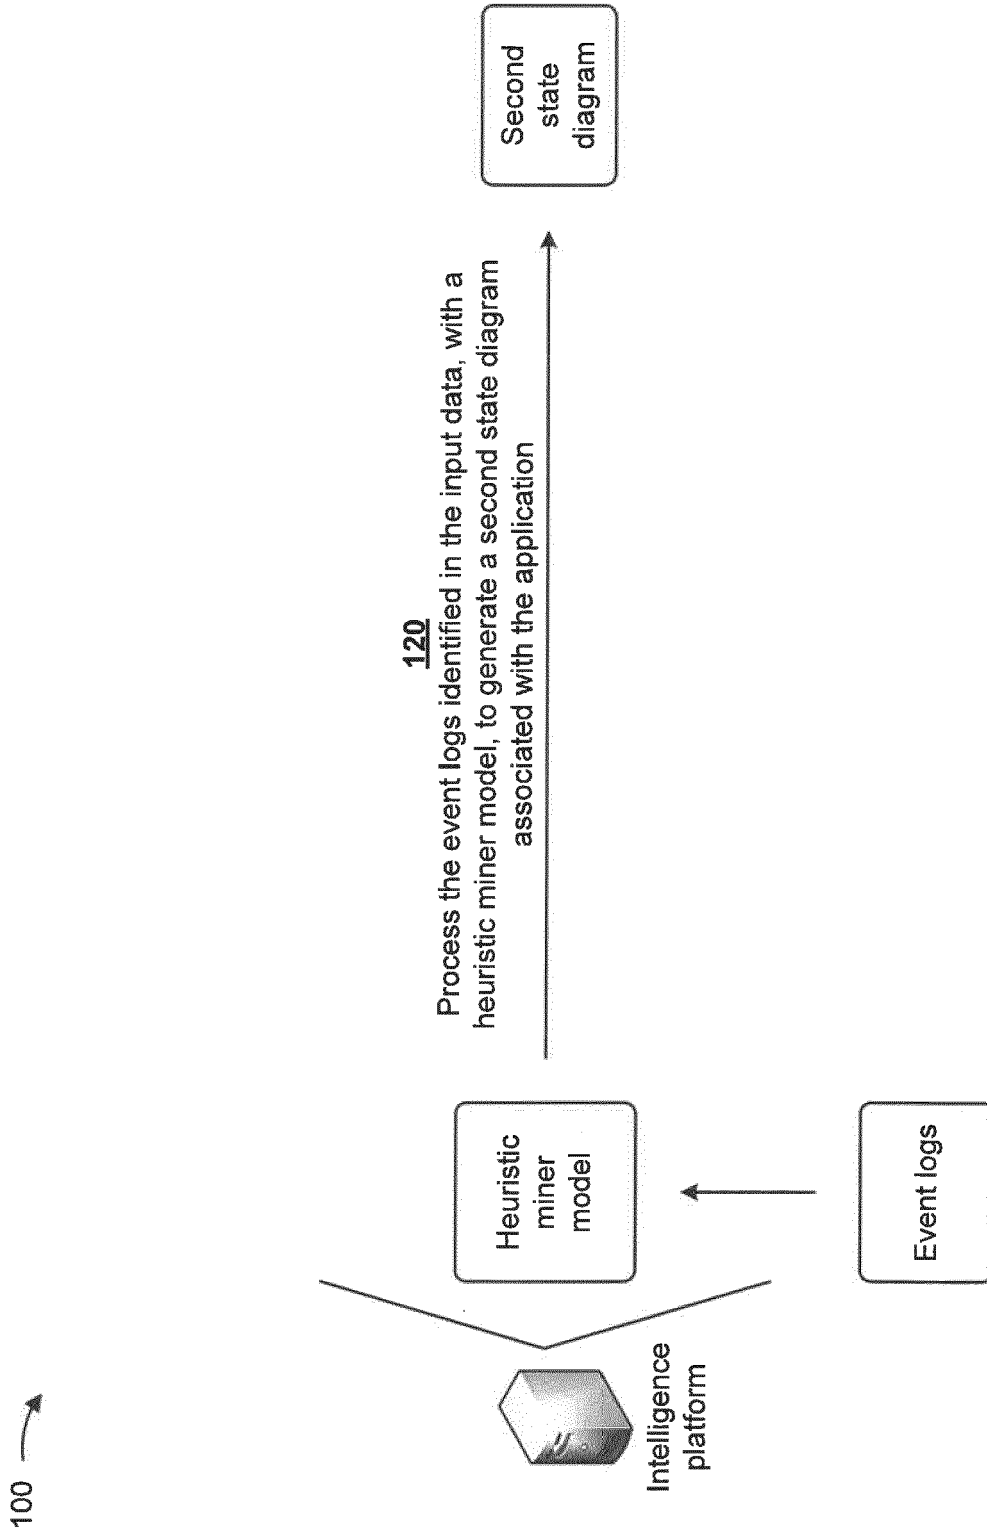 100
120
Process the event logs identified in the input data, with a
heuristic miner model, to generate a second state diagram
associated with the application
Intelligence
platform
Heuristic
miner
model
Event logs
Second
state
diagram